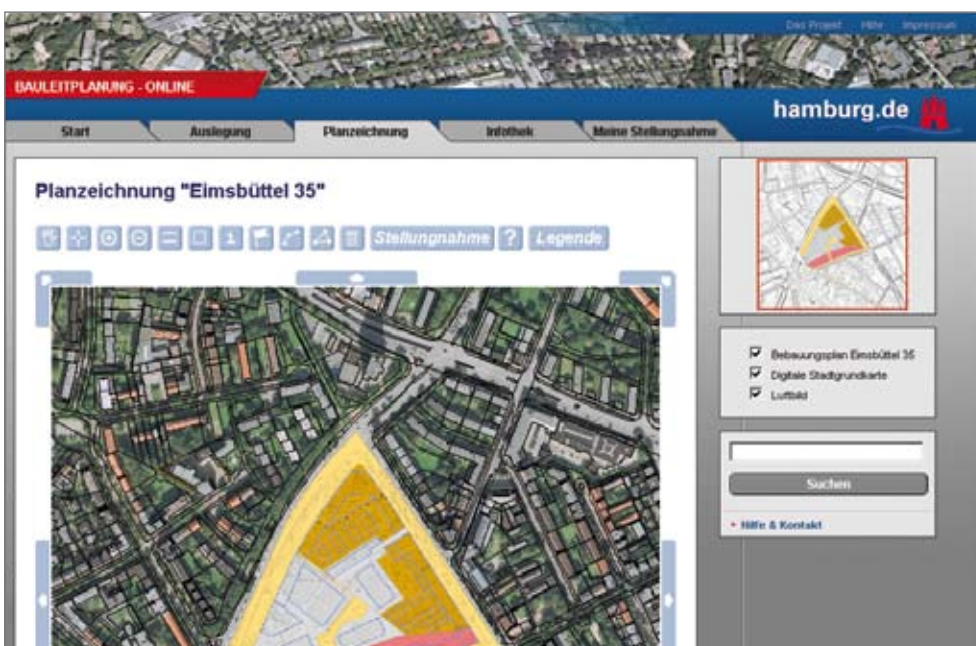 Das Projekt Hilfe Impressum
BAULEITPLANUNG - ONLINE
hamburg.de
Start Auslegung Planzeichnung Infothek Meine Stellungnahme
Planzeichnung "Eimsbüttel 35"
1 Stellungnahme ? Legende
Bebauungsplan Eimsbüttel 35
Digitale Stadtgrundkarte
Luftbild
Suchen
Hilfe & Kontakt